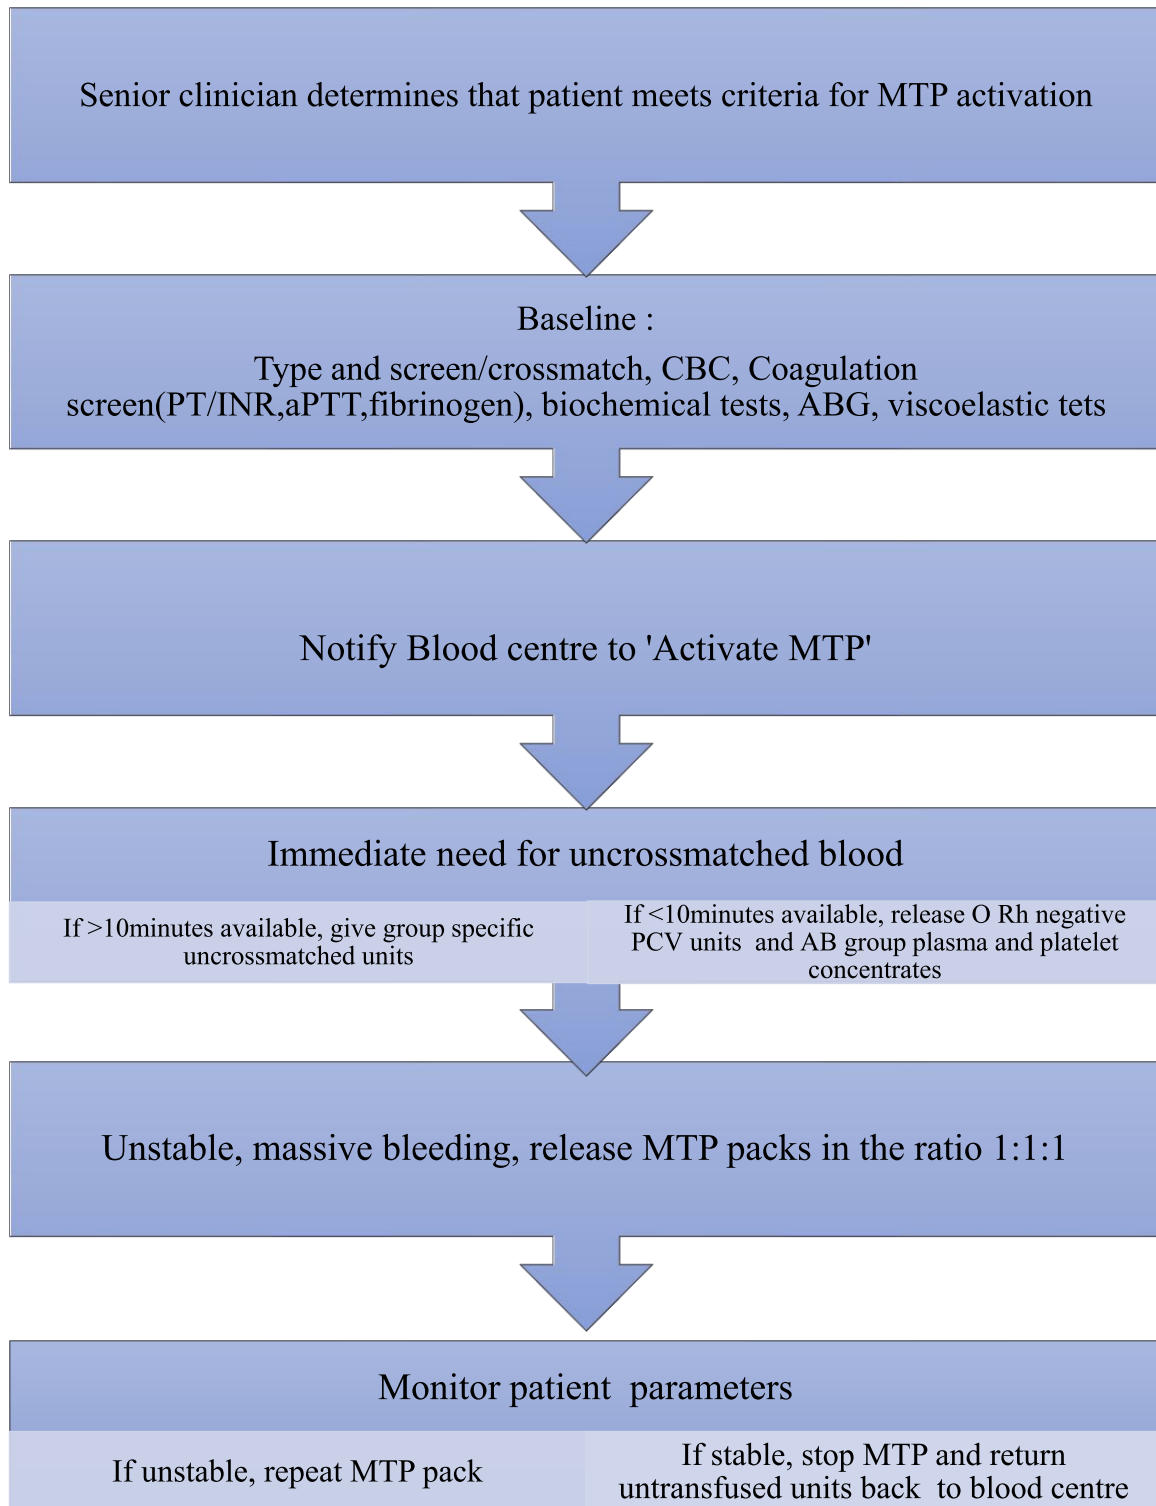 Senior clinician determines that patient meets criteria for MTP activation
Baseline :
Type and screen/crossmatch, CBC, Coagulation
screen(PT/INR,aPTT,fibrinogen), biochemical tests, ABG, viscoelastic tets
Notify Blood centre to 'Activate MTP'
Immediate need for uncrossmatched blood
If >10minutes available, give group specific
uncrossmatched units
If <10minutes available, release O Rh negative
PCV units  and AB group plasma and platelet
concentrates
Unstable, massive bleeding, release MTP packs in the ratio 1:1:1
Monitor patient  parameters
If unstable, repeat MTP pack
If stable, stop MTP and return
untransfused units back  to blood centre